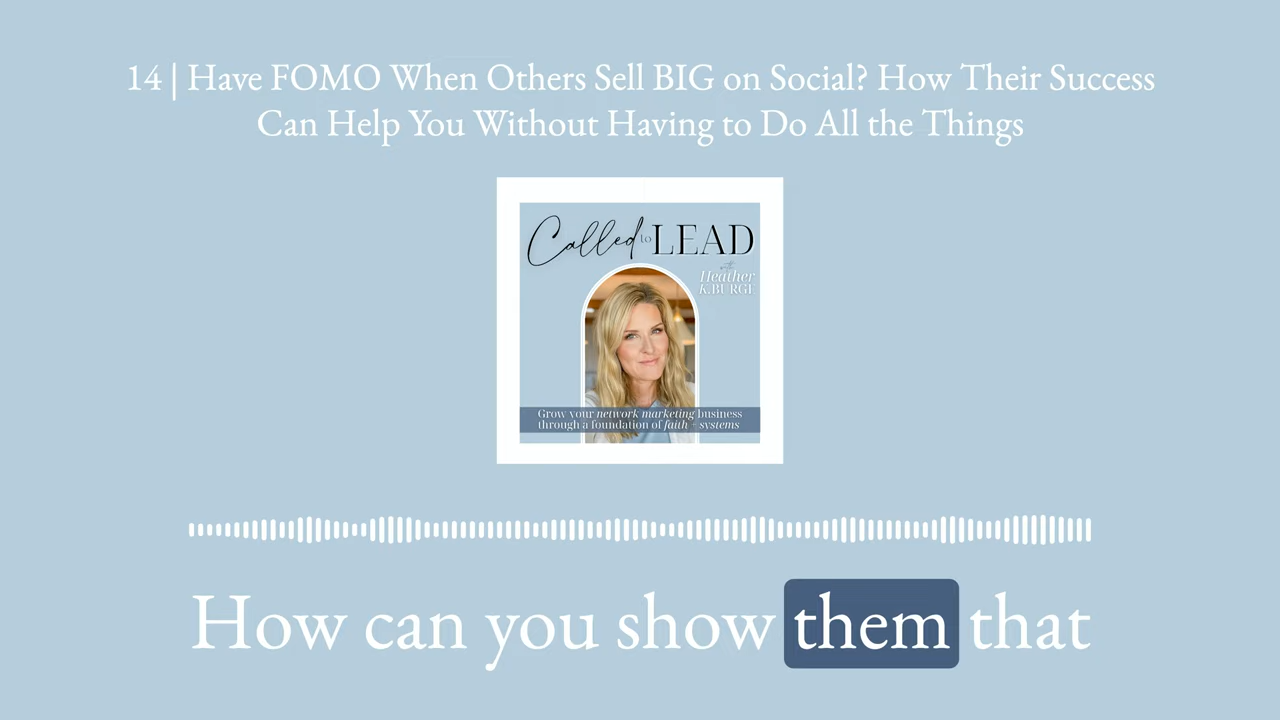 14 | Have FOMO When Others Sell BIG on Social? How Their Success
Can Help You Without Having to Do All the Things
Called to LEAD
with
Heather
K.BURGE
Grow your network marketing business
through a foundation of faith + systems
How can you show them that